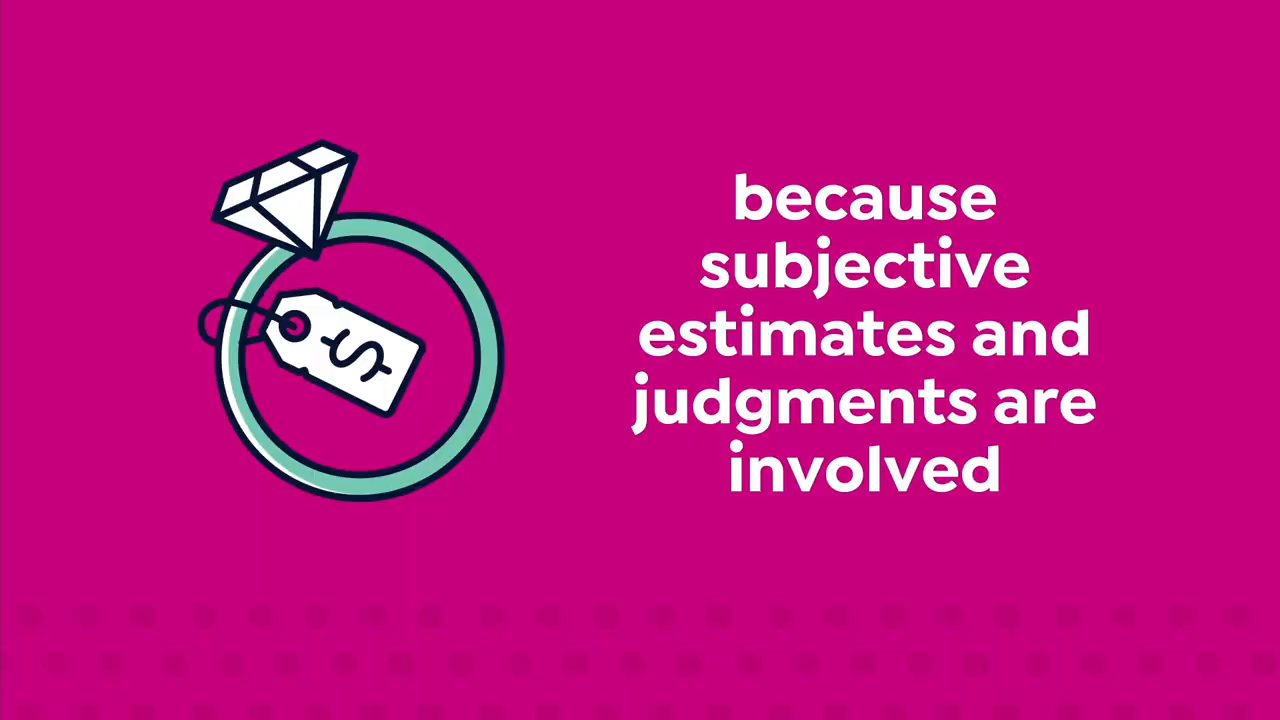 $
because
subjective
estimates and
judgments are
involved